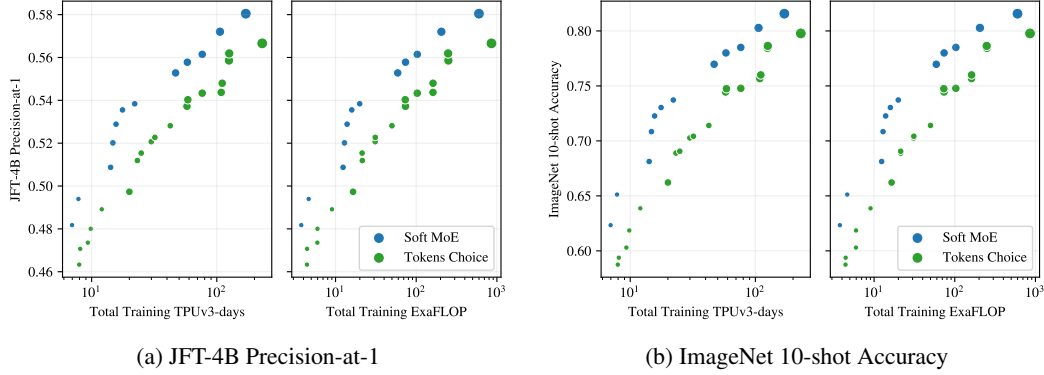 0.58
0.56
0.54
0.52
0.50
0.48
0.46
JFT-4B Precision-at-1
10¹
10²
Total Training TPUv3-days
10¹
10²
10³
Total Training ExaFLOP
Soft MoE
Tokens Choice
(a) JFT-4B Precision-at-1
0.80
0.75
0.70
0.65
0.60
ImageNet 10-shot Accuracy
10¹
10²
Total Training TPUv3-days
10¹
10²
10³
Total Training ExaFLOP
Soft MoE
Tokens Choice
(b) ImageNet 10-shot Accuracy